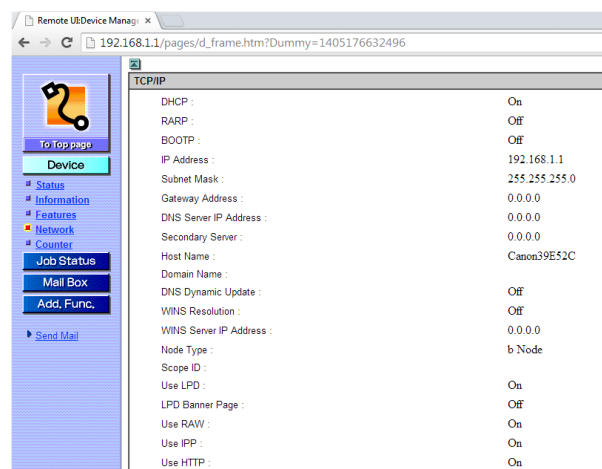 Remote UI:Device Manag
192.168.1.1/pages/d_frame.htm?Dummy=1405176632496
To Top page
Device
Status
Information
Features
Network
Counter
Job Status
Mail Box
Add. Func.
Send Mail
TCP/IP
DHCP : On
RARP : Off
BOOTP : Off
IP Address : 192.168.1.1
Subnet Mask : 255.255.255.0
Gateway Address : 0.0.0.0
DNS Server IP Address : 0.0.0.0
Secondary Server : 0.0.0.0
Host Name : Canon39E52C
Domain Name :
DNS Dynamic Update : Off
WINS Resolution : Off
WINS Server IP Address : 0.0.0.0
Node Type : b Node
Scope ID :
Use LPD : On
LPD Banner Page : Off
Use RAW : On
Use IPP : On
Use HTTP : On